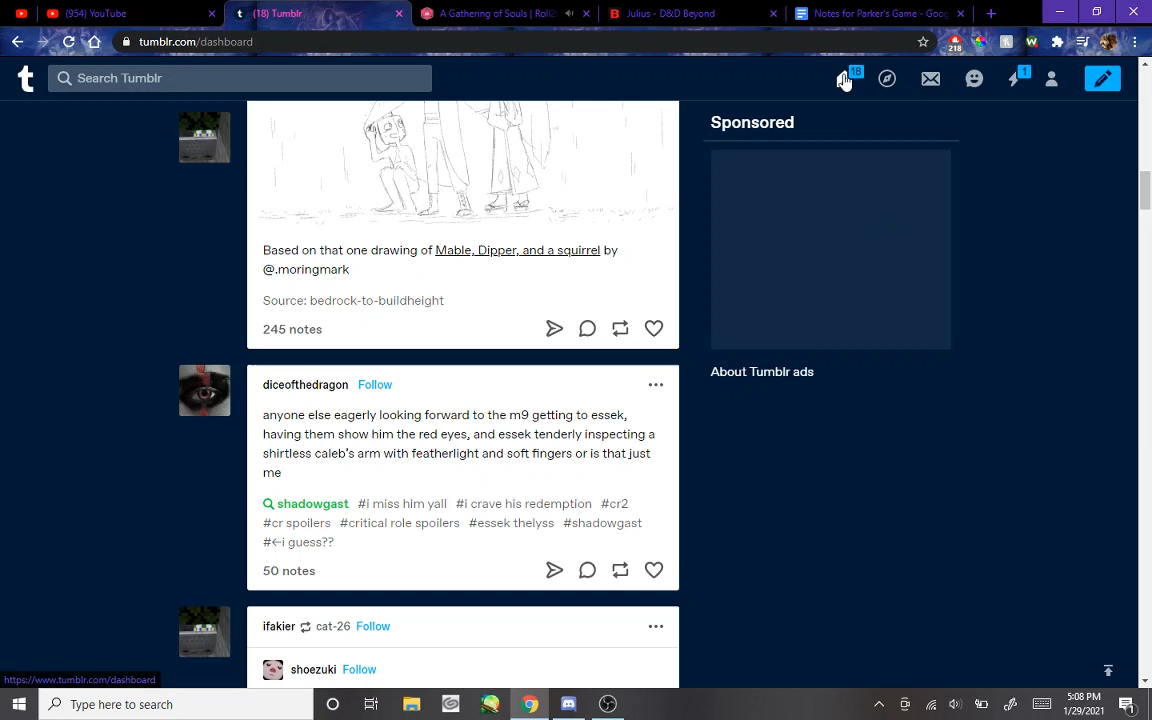 (954) YouTube
(18) Tumblr
A Gathering of Souls | Roll2
Julius - D&D Beyond
Notes for Parker's Game - Goog
tumblr.com/dashboard
218
Search Tumblr
18
1
Sponsored
Based on that one drawing of Mable, Dipper, and a squirrel by
@.moringmark
Source: bedrock-to-buildheight
245 notes
About Tumblr ads
diceofthedragon Follow
anyone else eagerly looking forward to the m9 getting to essek,
having them show him the red eyes, and essek tenderly inspecting a
shirtless caleb's arm with featherlight and soft fingers or is that just
me
shadowgast #i miss him yall #i crave his redemption #cr2
#cr spoilers #critical role spoilers #essek thelyss #shadowgast
#←i guess??
50 notes
ifakier cat-26 Follow
shoezuki Follow
https://www.tumblr.com/dashboard
Type here to search
5:08 PM
1/29/2021
1